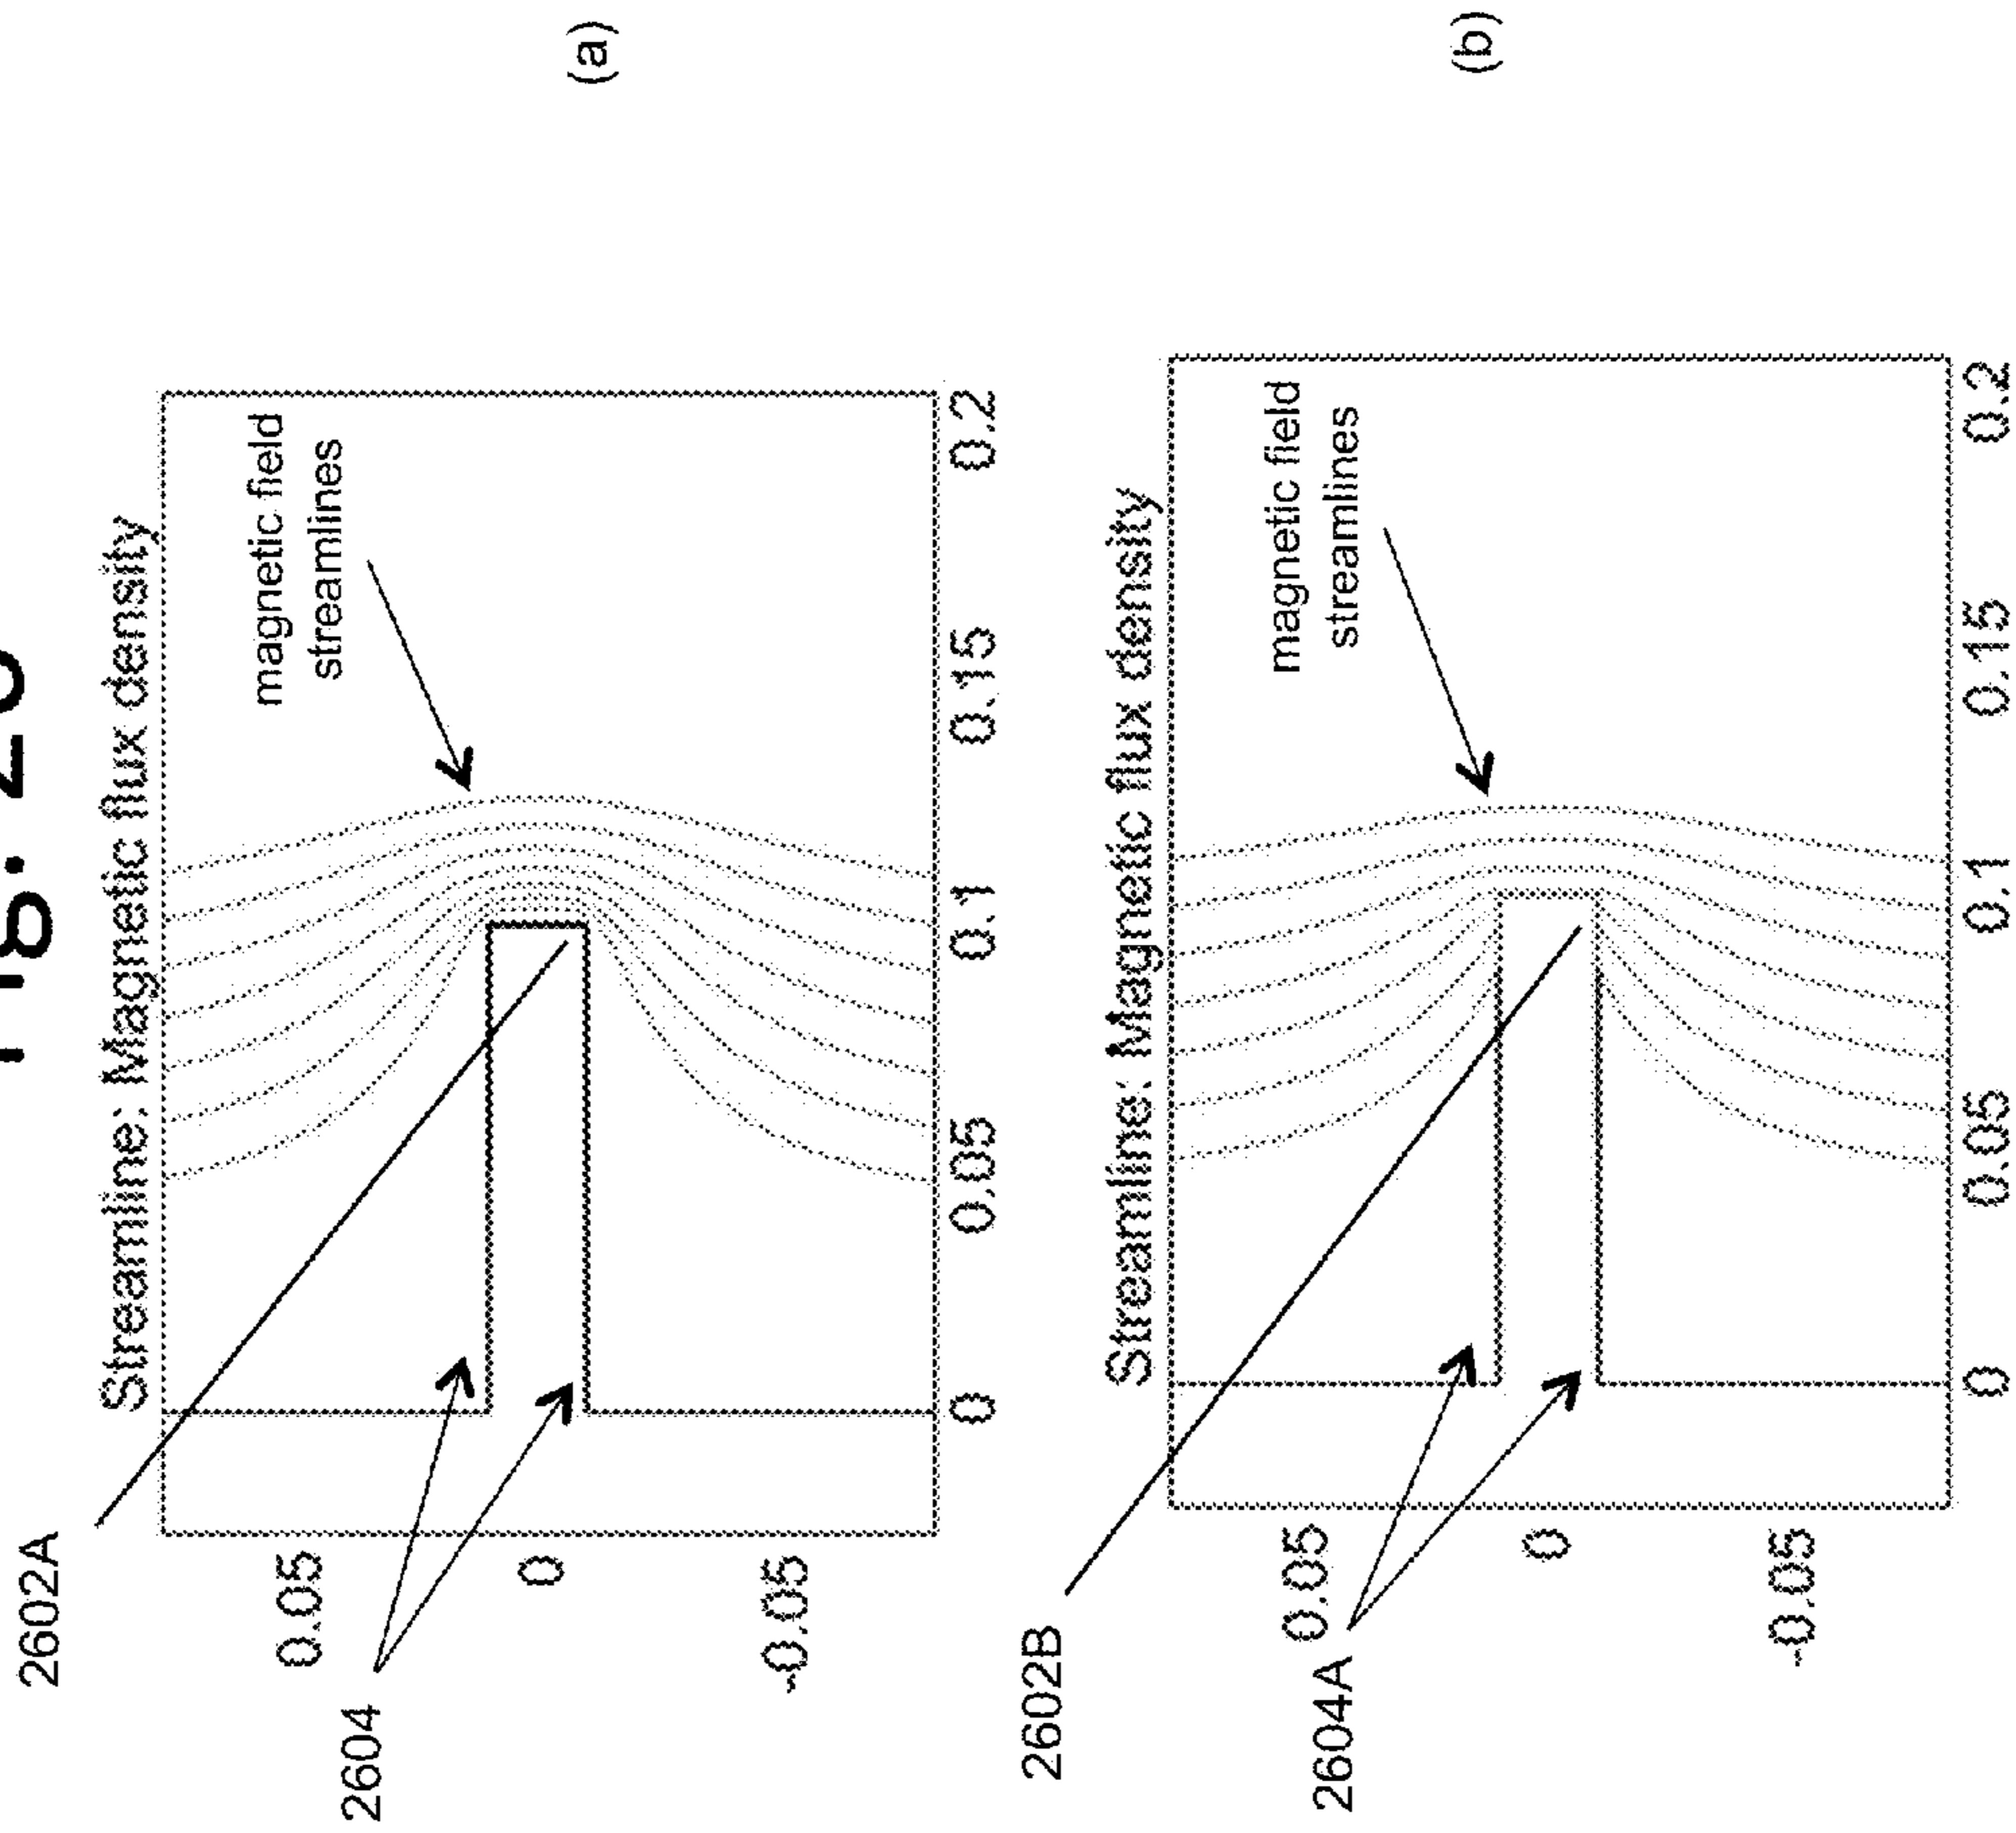 2602A
Streamline: Magnetic flux density
magnetic field
streamlines
0.05
0
-0.05
2604
0
0.05
0.1
0.15
0.2
(a)
2602B
Streamline: Magnetic flux density
magnetic field
streamlines
0.05
0
-0.05
2604A
0
0.05
0.1
0.15
0.2
(b)